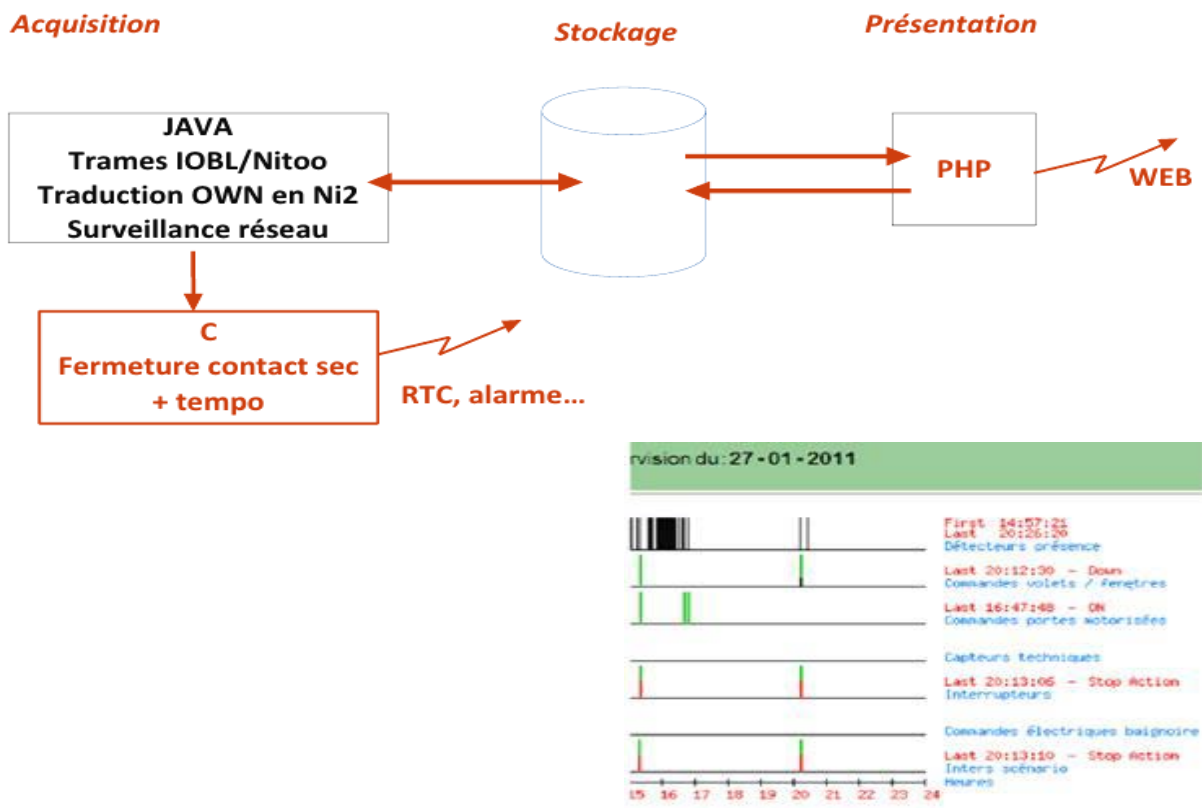 Acquisition
Stockage
Présentation
JAVA
Trames IOBL/Nitoo
Traduction OWN en Ni2
Surveillance réseau
PHP
WEB
C
Fermeture contact sec
+ tempo
RTC, alarme...
rvision du: 27 - 01 - 2011
First 14:57:21
Last 20:26:20
Détecteurs présence
Last 20:12:30 - Down
Commandes volets / fenêtres
Last 16:47:48 - ON
Commandes portes motorisées
Capteurs techniques
Last 20:13:06 - Stop Action
Interrupteurs
Commandes électriques baignoire
Last 20:13:10 - Stop Action
Inters scénario
Heures
15 16 17 18 19 20 21 22 23 24